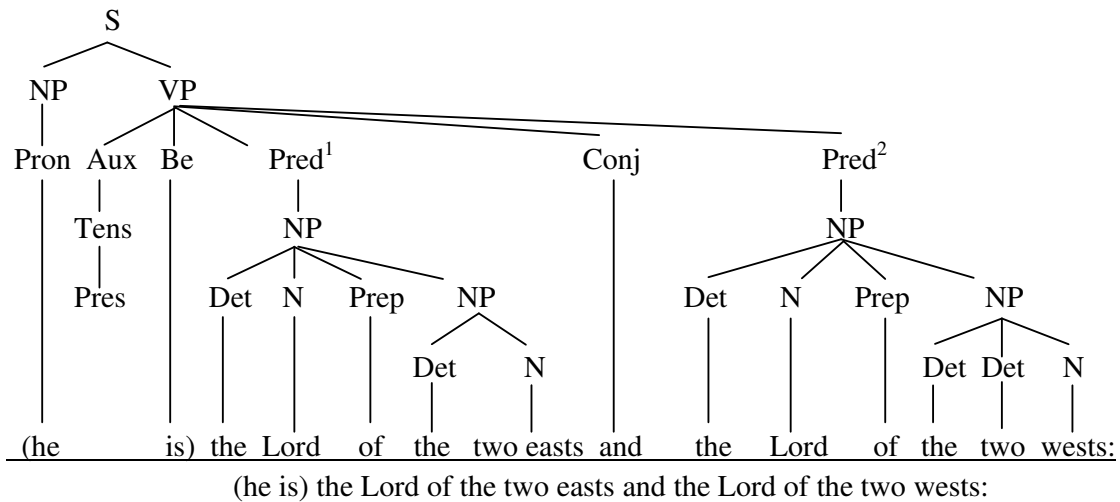 S
NP VP
Pron Aux Be Pred¹ Conj Pred²
Tens NP NP
Pres Det N Prep NP Det N Prep NP
Det N Det Det N
(he is) the Lord of the two easts and the Lord of the two wests:
(he is) the Lord of the two easts and the Lord of the two wests: